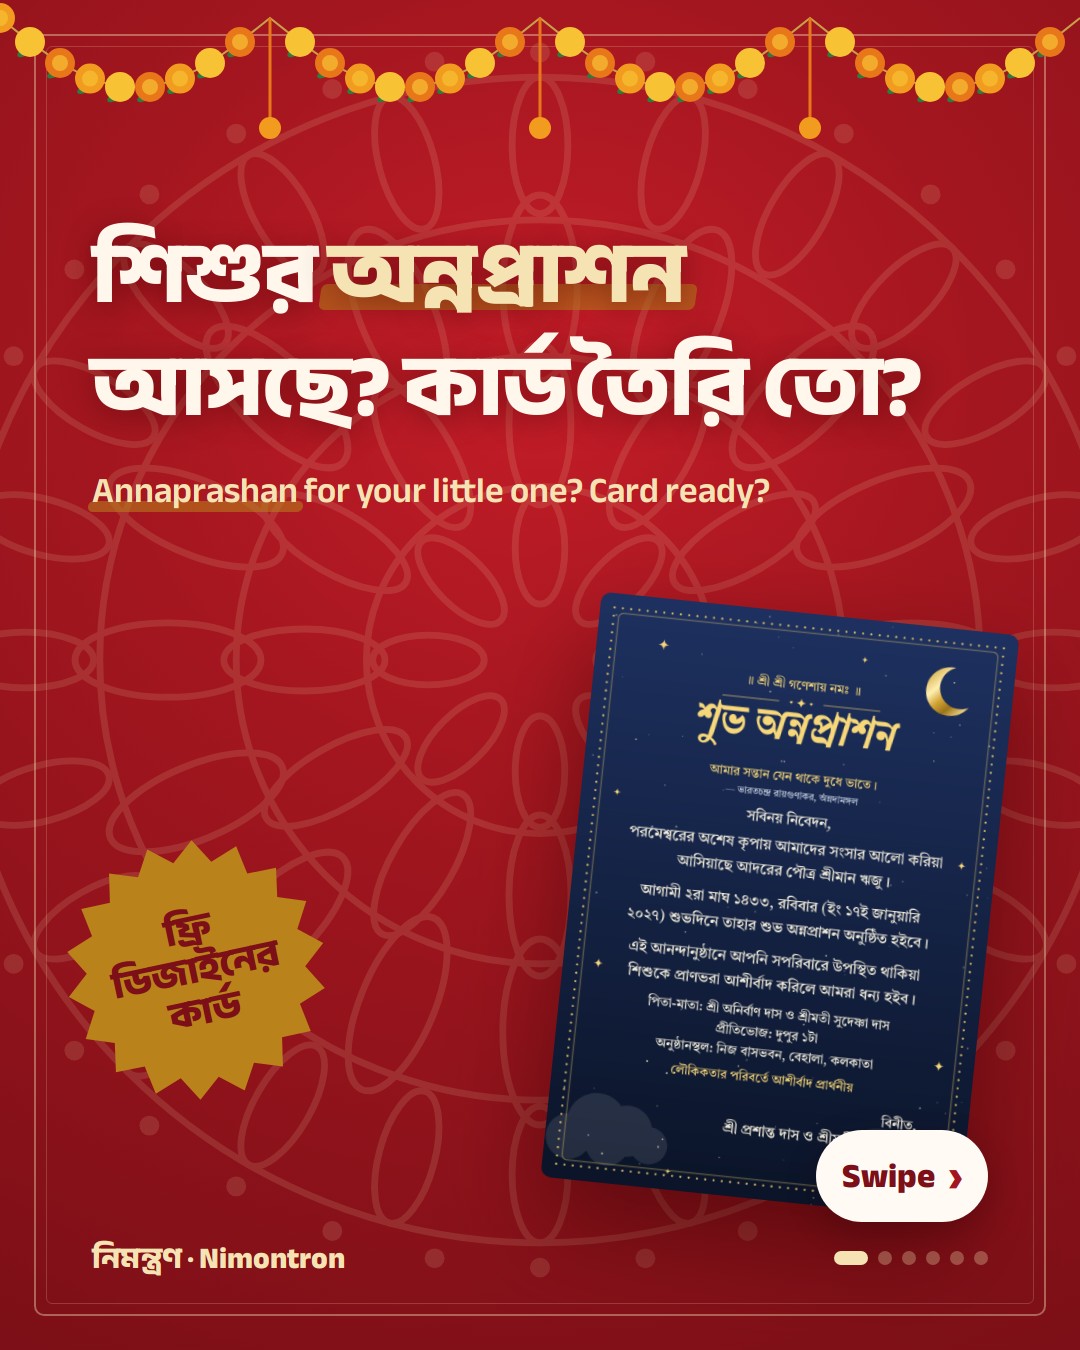 শিশুর অন্নপ্রাশন
আসছে? কার্ড তৈরি তো?
Annaprashan for your little one? Card ready?
॥ শ্রী শ্রী গণেশায় নমঃ ॥
শুভ অন্নপ্রাশন
আমার সন্তান যেন থাকে দুধে ভাতে।
— ভারতচন্দ্র রায়গুণাকর, অন্নদামঙ্গল
সবিনয় নিবেদন,
পরমেশ্বরের অশেষ কৃপায় আমাদের সংসার আলো করিয়া
আসিয়াছে আদরের পৌত্র শ্রীমান ঋজু।
আগামী ২রা মাঘ ১৪৩৩, রবিবার (ইং ১৭ই জানুয়ারি
২০২৭) শুভদিনে তাহার শুভ অন্নপ্রাশন অনুষ্ঠিত হইবে।
এই আনন্দানুষ্ঠানে আপনি সপরিবারে উপস্থিত থাকিয়া
শিশুকে প্রাণভরা আশীর্বাদ করিলে আমরা ধন্য হইব।
পিতা-মাতা: শ্রী অনির্বাণ দাস ও শ্রীমতী সুদেষ্ণা দাস
প্রীতিভোজ: দুপুর ১টা
অনুষ্ঠানস্থল: নিজ বাসভবন, বেহালা, কলকাতা
লৌকিকতার পরিবর্তে আশীর্বাদ প্রার্থনীয়
বিনীত,
শ্রী প্রশান্ত দাস ও
ফ্রি
ডিজাইনের
কার্ড
Swipe ›
নিমন্ত্রণ · Nimontron